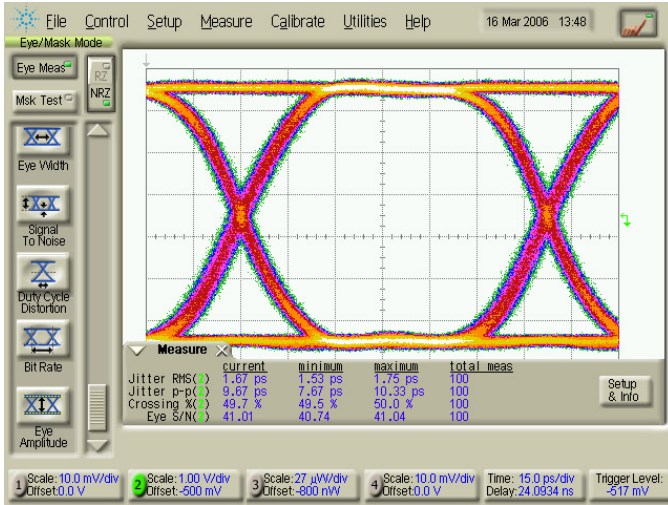 File Control Setup Measure Calibrate Utilities Help 16 Mar 2006 13:48
Eye/Mask Mode
Eye Meas
RZ
NRZ
Msk Test
Eye Width
Signal
To Noise
Duty Cycle
Distortion
Bit Rate
Eye
Amplitude
Measure
current minimum maximum total meas
Jitter RMS(2) 1.67 ps 1.53 ps 1.75 ps 100
Jitter p-p(2) 9.67 ps 7.67 ps 10.33 ps 100
Crossing %(2) 49.7 % 49.5 % 50.0 % 100
Eye S/N(2) 41.01 40.74 41.04 100
Setup
& Info
1 Scale:10.0 mV/div
Offset:0.0 V
2 Scale:1.00 V/div
Offset:-500 mV
3 Scale:27 µW/div
Offset:-800 nW
4 Scale:10.0 mV/div
Offset:0.0 V
Time: 15.0 ps/div
Delay:24.0934 ns
Trigger Level:
-517 mV